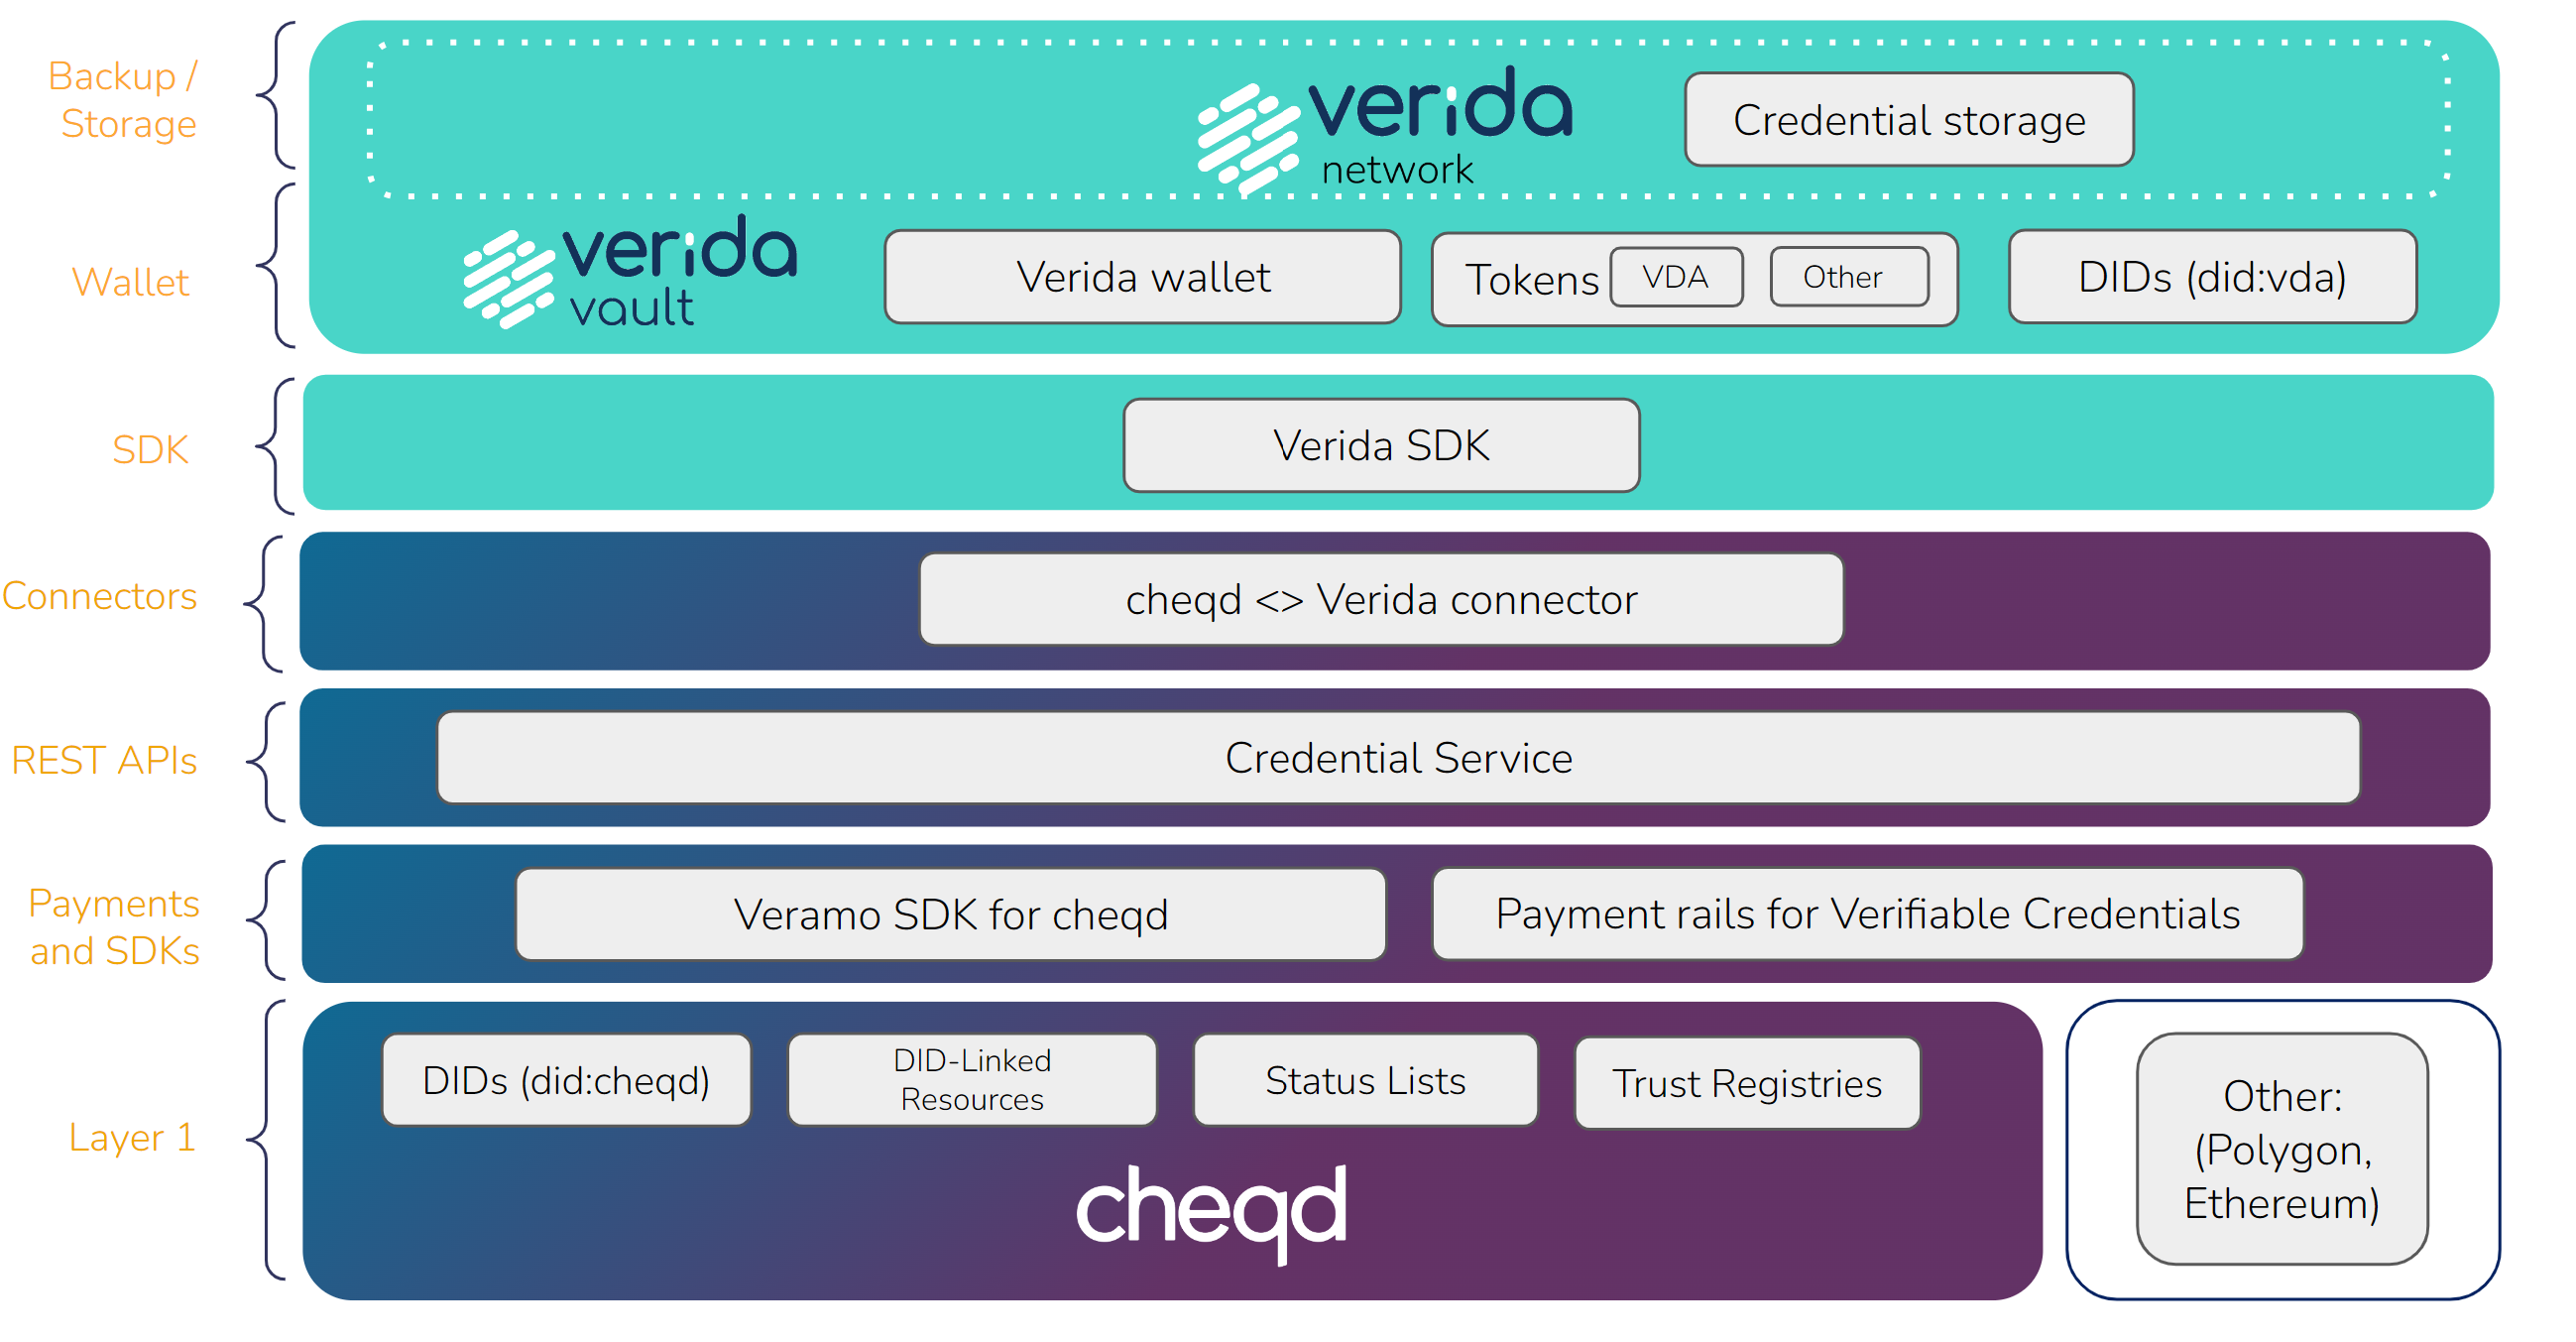 Backup /
Storage
verida
network
Credential storage
Wallet
verida
vault
Verida wallet
Tokens
VDA
Other
DIDs (did:vda)
SDK
Verida SDK
Connectors
cheqd <> Verida connector
REST APIs
Credential Service
Payments
and SDKs
Veramo SDK for cheqd
Payment rails for Verifiable Credentials
Layer 1
DIDs (did:cheqd)
DID-Linked
Resources
Status Lists
Trust Registries
cheqd
Other:
(Polygon,
Ethereum)